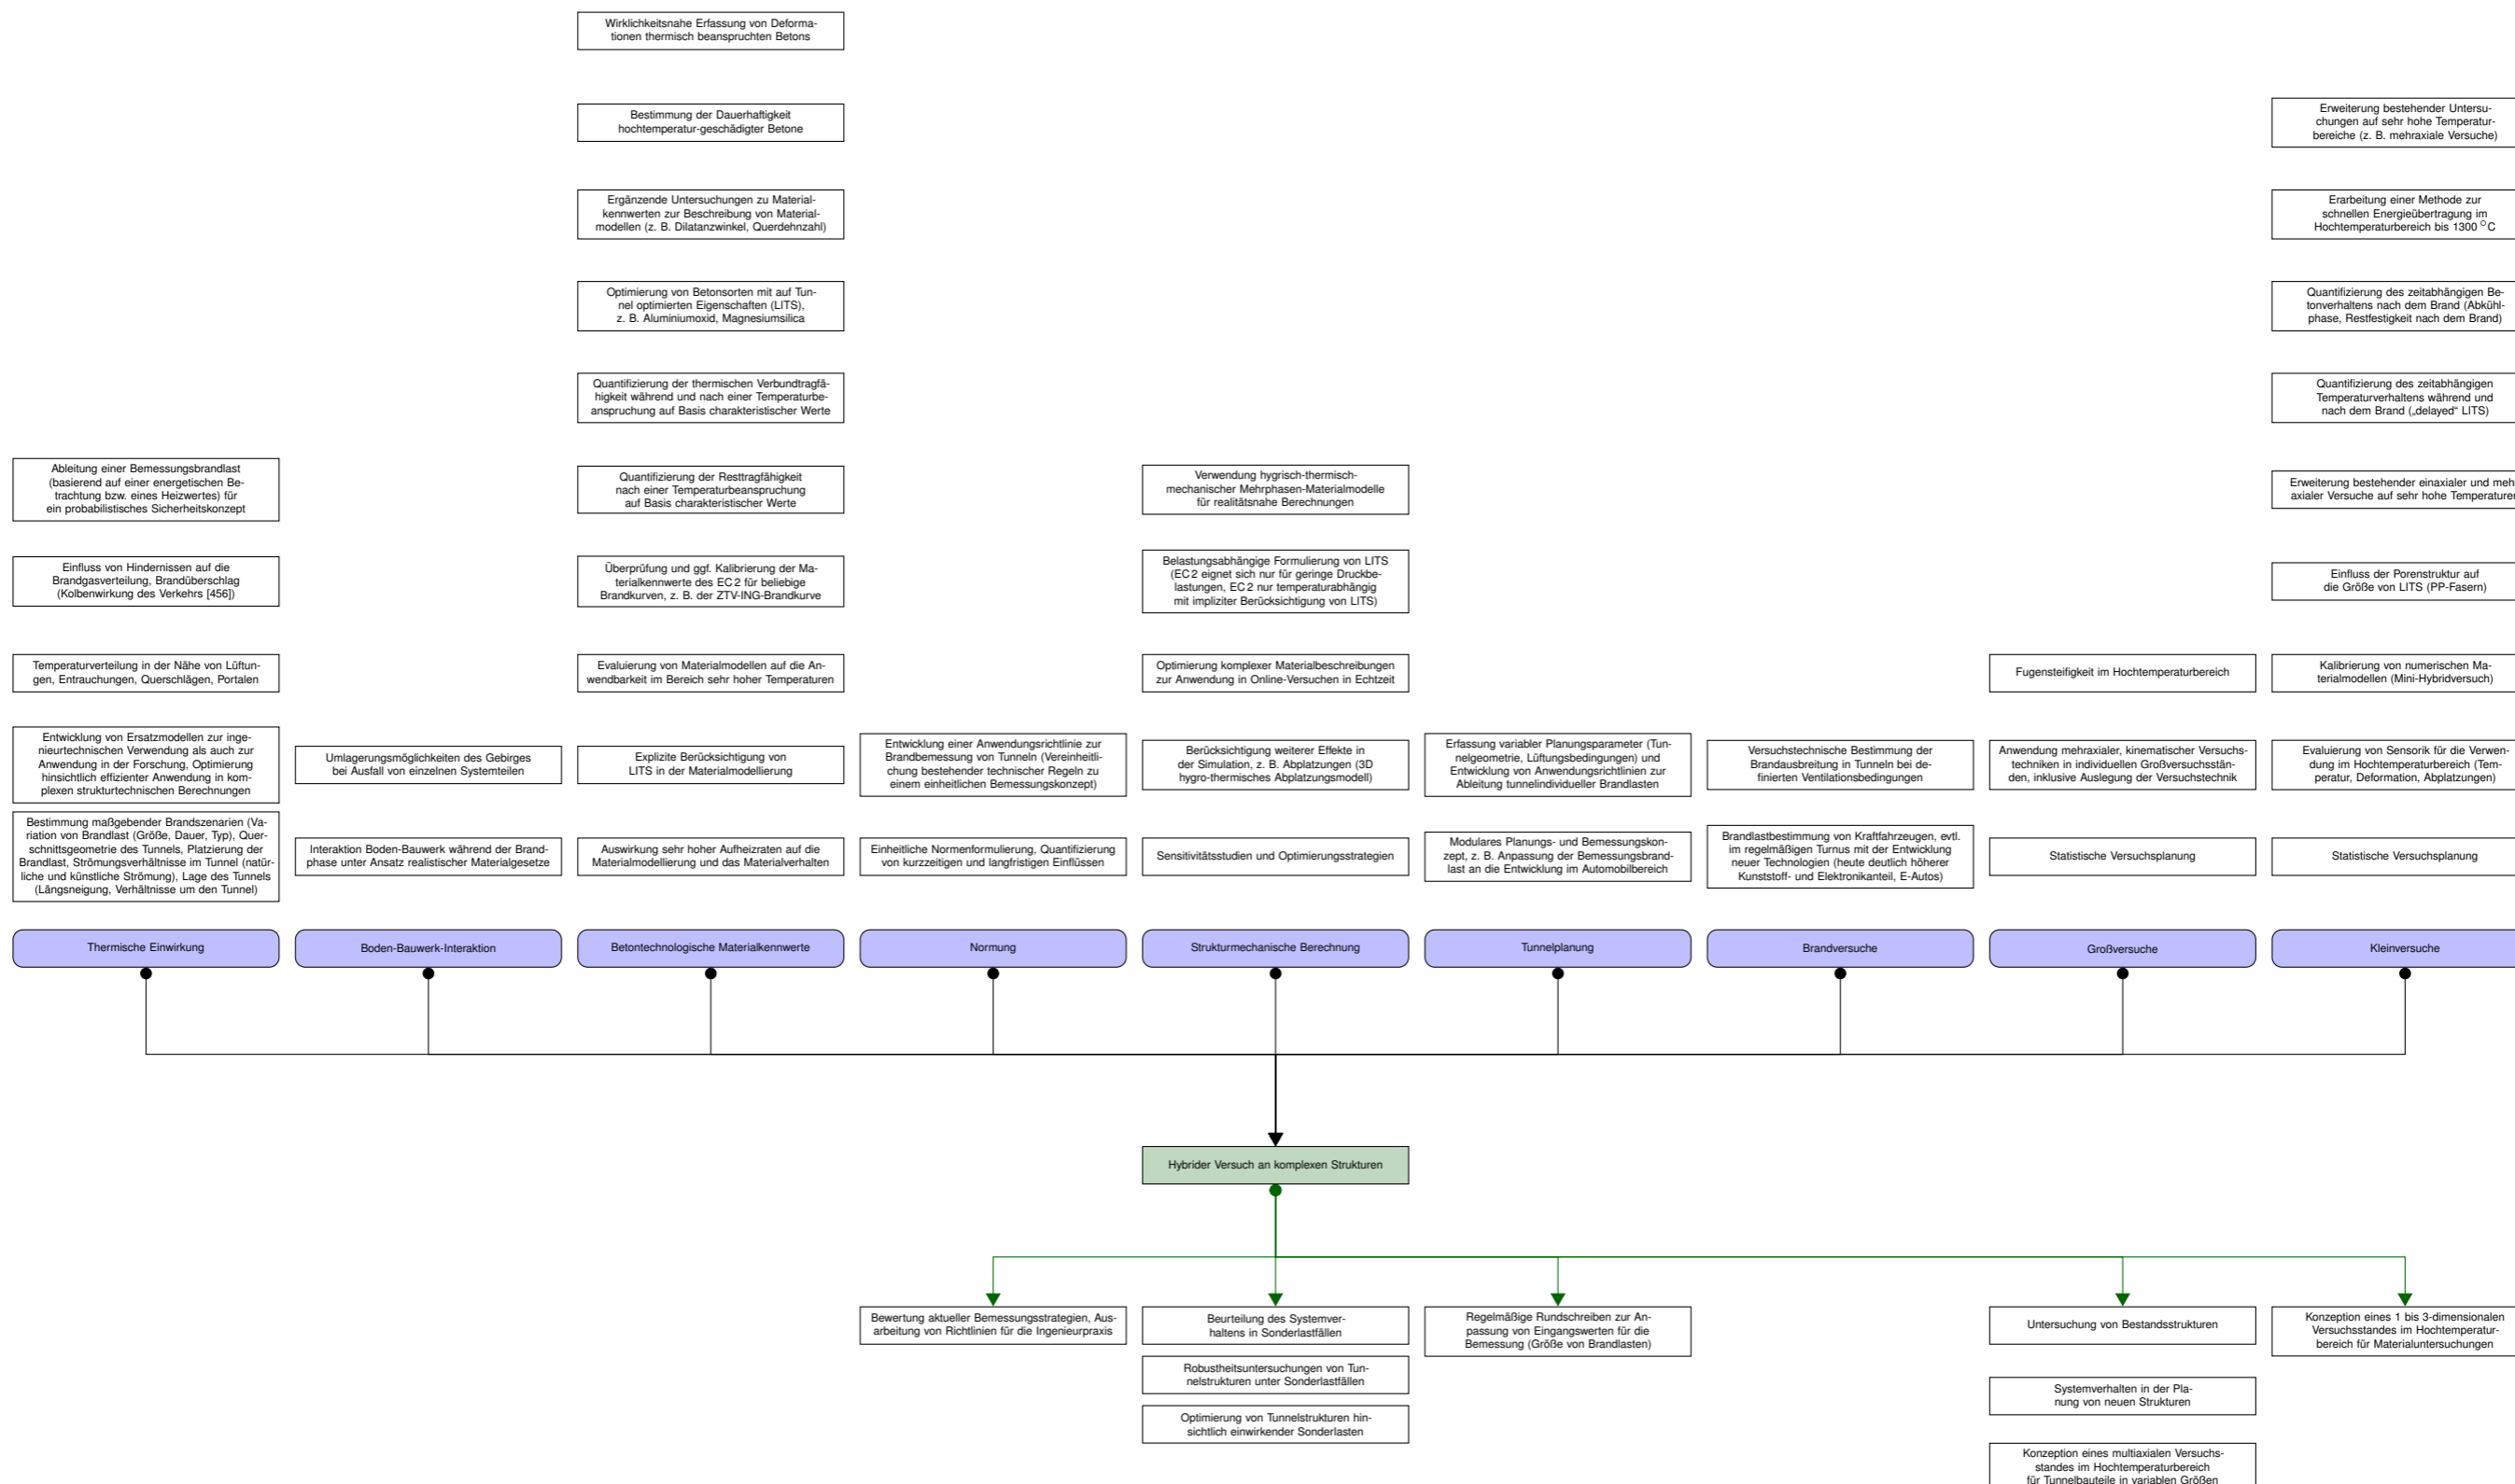 Wirklichkeitsnahe Erfassung von Deforma-
tionen thermisch beanspruchten Betons
Bestimmung der Dauerhaftigkeit
hochtemperatur-geschädigter Betone
Erweiterung bestehender Untersu-
chungen auf sehr hohe Temperatur-
bereiche (z. B. mehraxiale Versuche)
Ergänzende Untersuchungen zu Material-
kennwerten zur Beschreibung von Material-
modellen (z. B. Dilatanzwinkel, Querdehnzahl)
Erarbeitung einer Methode zur
schnellen Energieübertragung im
Hochtemperaturbereich bis 1300 °C
Optimierung von Betonsorten mit auf Tun-
nel optimierten Eigenschaften (LITS),
z. B. Aluminiumoxid, Magnesiumsilica
Quantifizierung des zeitabhängigen Be-
tonverhaltens nach dem Brand (Abkühl-
phase, Restfestigkeit nach dem Brand)
Quantifizierung der thermischen Verbundtragfä-
higkeit während und nach einer Temperaturbe-
anspruchung auf Basis charakteristischer Werte
Quantifizierung des zeitabhängigen
Temperaturverhaltens während und
nach dem Brand („delayed“ LITS)
Ableitung einer Bemessungsbrandlast
(basierend auf einer energetischen Be-
trachtung bzw. eines Heizwertes) für
ein probabilistisches Sicherheitskonzept
Quantifizierung der Resttragfähigkeit
nach einer Temperaturbeanspruchung
auf Basis charakteristischer Werte
Verwendung hygrisch-thermisch-
mechanischer Mehrphasen-Materialmodelle
für realitätsnahe Berechnungen
Erweiterung bestehender einaxialer und meh
axialer Versuche auf sehr hohe Temperature
Einfluss von Hindernissen auf die
Brandgasverteilung, Brandüberschlag
(Kolbenwirkung des Verkehrs [456])
Überprüfung und ggf. Kalibrierung der Ma-
terialkennwerte des EC 2 für beliebige
Brandkurven, z. B. der ZTV-ING-Brandkurve
Belastungsabhängige Formulierung von LITS
(EC 2 eignet sich nur für geringe Druckbe-
lastungen, EC 2 nur temperaturabhängig
mit impliziter Berücksichtigung von LITS)
Einfluss der Porenstruktur auf
die Größe von LITS (PP-Fasern)
Temperaturverteilung in der Nähe von Lüftun-
gen, Entrauchungen, Querschlägen, Portalen
Evaluierung von Materialmodellen auf die An-
wendbarkeit im Bereich sehr hoher Temperaturen
Optimierung komplexer Materialbeschreibungen
zur Anwendung in Online-Versuchen in Echtzeit
Fugensteifigkeit im Hochtemperaturbereich
Kalibrierung von numerischen Ma-
terialmodellen (Mini-Hybridversuch)
Entwicklung von Ersatzmodellen zur inge-
nieurtechnischen Verwendung als auch zur
Anwendung in der Forschung, Optimierung
hinsichtlich effizienter Anwendung in kom-
plexen strukturtechnischen Berechnungen
Umlagerungsmöglichkeiten des Gebirges
bei Ausfall von einzelnen Systemteilen
Explizite Berücksichtigung von
LITS in der Materialmodellierung
Entwicklung einer Anwendungsrichtlinie zur
Brandbemessung von Tunneln (Vereinheitli-
chung bestehender technischer Regeln zu
einem einheitlichen Bemessungskonzept)
Berücksichtigung weiterer Effekte in
der Simulation, z. B. Abplatzungen (3D
hygro-thermisches Abplatzungsmodell)
Erfassung variabler Planungsparameter (Tun-
nelgeometrie, Lüftungsbedingungen) und
Entwicklung von Anwendungsrichtlinien zur
Ableitung tunnelindividueller Brandlasten
Versuchstechnische Bestimmung der
Brandausbreitung in Tunneln bei de-
finierten Ventilationsbedingungen
Anwendung mehraxialer, kinematischer Versuchs-
techniken in individuellen Großversuchsstän-
den, inklusive Auslegung der Versuchstechnik
Evaluierung von Sensorik für die Verwen-
dung im Hochtemperaturbereich (Tem-
peratur, Deformation, Abplatzungen)
Bestimmung maßgebender Brandszenarien (Va-
riation von Brandlast (Größe, Dauer, Typ), Quer-
schnittsgeometrie des Tunnels, Platzierung der
Brandlast, Strömungsverhältnisse im Tunnel (natür-
liche und künstliche Strömung), Lage des Tunnels
(Längsneigung, Verhältnisse um den Tunnel)
Interaktion Boden-Bauwerk während der Brand-
phase unter Ansatz realistischer Materialgesetze
Auswirkung sehr hoher Aufheizraten auf die
Materialmodellierung und das Materialverhalten
Einheitliche Normenformulierung, Quantifizierung
von kurzzeitigen und langfristigen Einflüssen
Sensitivitätsstudien und Optimierungsstrategien
Modulares Planungs- und Bemessungskon-
zept, z. B. Anpassung der Bemessungsbrand-
last an die Entwicklung im Automobilbereich
Brandlastbestimmung von Kraftfahrzeugen, evtl.
im regelmäßigen Turnus mit der Entwicklung
neuer Technologien (heute deutlich höherer
Kunststoff- und Elektronikanteil, E-Autos)
Statistische Versuchsplanung
Statistische Versuchsplanung
Thermische Einwirkung
Boden-Bauwerk-Interaktion
Betontechnologische Materialkennwerte
Normung
Strukturmechanische Berechnung
Tunnelplanung
Brandversuche
Großversuche
Kleinversuche
Hybrider Versuch an komplexen Strukturen
Bewertung aktueller Bemessungsstrategien, Aus-
arbeitung von Richtlinien für die Ingenieurpraxis
Beurteilung des Systemver-
haltens in Sonderlastfällen
Regelmäßige Rundschreiben zur An-
passung von Eingangswerten für die
Bemessung (Größe von Brandlasten)
Untersuchung von Bestandsstrukturen
Konzeption eines 1 bis 3-dimensionalen
Versuchsstandes im Hochtemperatur-
bereich für Materialuntersuchungen
Robustheitsuntersuchungen von Tun-
nelstrukturen unter Sonderlastfällen
Systemverhalten in der Pla-
nung von neuen Strukturen
Optimierung von Tunnelstrukturen hin-
sichtlich einwirkender Sonderlasten
Konzeption eines multiaxialen Versuchs-
standes im Hochtemperaturbereich
für Tunnelbauteile in variablen Größen